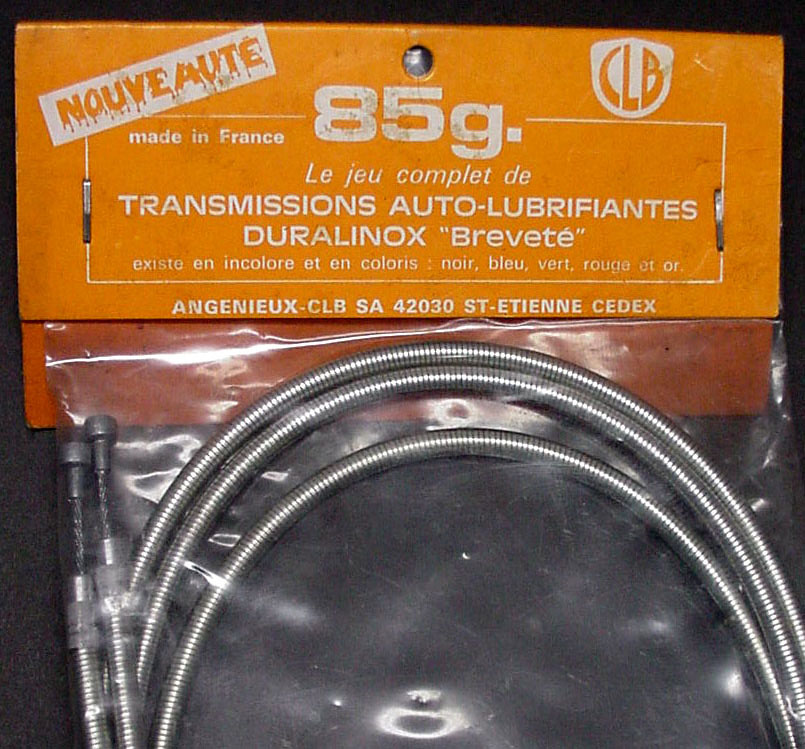 NOUVEAUTÉ
CLB
85g.
made in France
Le jeu complet de
TRANSMISSIONS AUTO-LUBRIFIANTES
DURALINOX "Breveté"
existe en incolore et en coloris : noir, bleu, vert, rouge et or.
ANGENIEUX-CLB SA 42030 ST-ETIENNE CEDEX